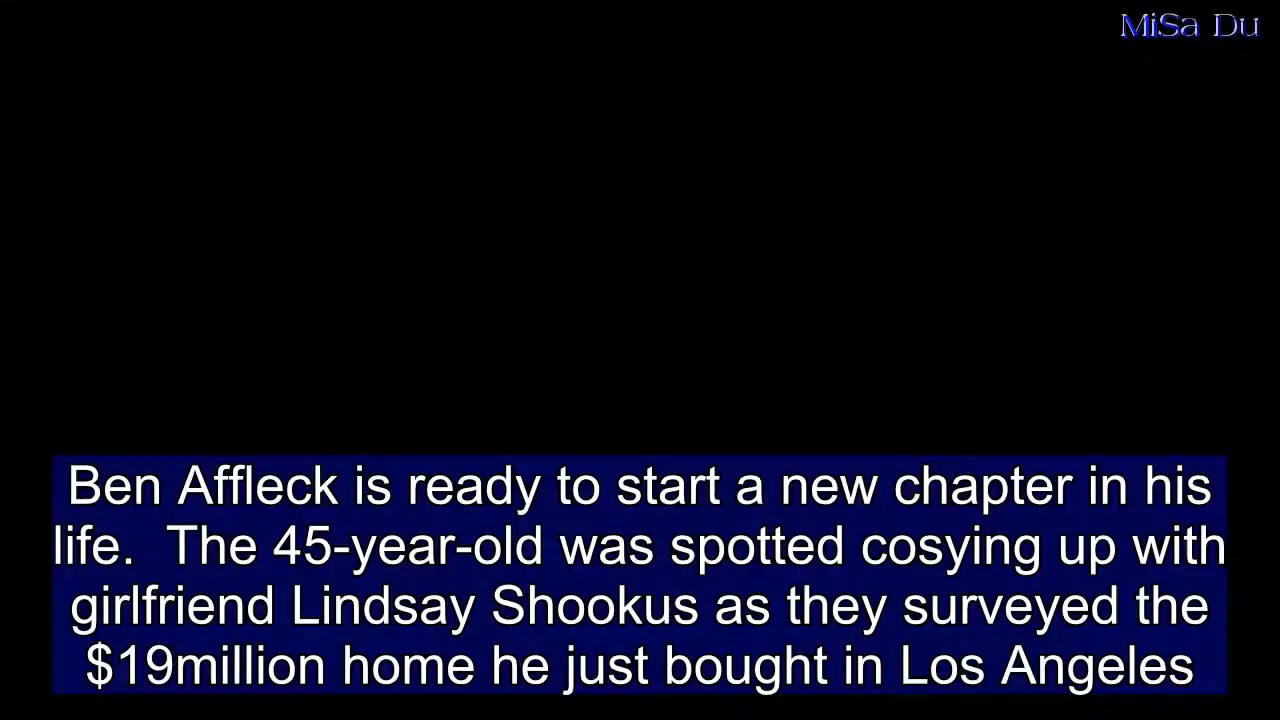 MiSa Du
Ben Affleck is ready to start a new chapter in his
life.  The 45-year-old was spotted cosying up with
girlfriend Lindsay Shookus as they surveyed the
$19million home he just bought in Los Angeles